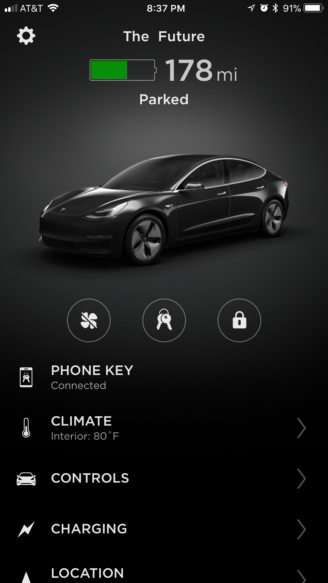 AT&T 8:37 PM 91%
The Future
178 mi
Parked
PHONE KEY
Connected
CLIMATE
Interior: 80°F
CONTROLS
CHARGING
LOCATION